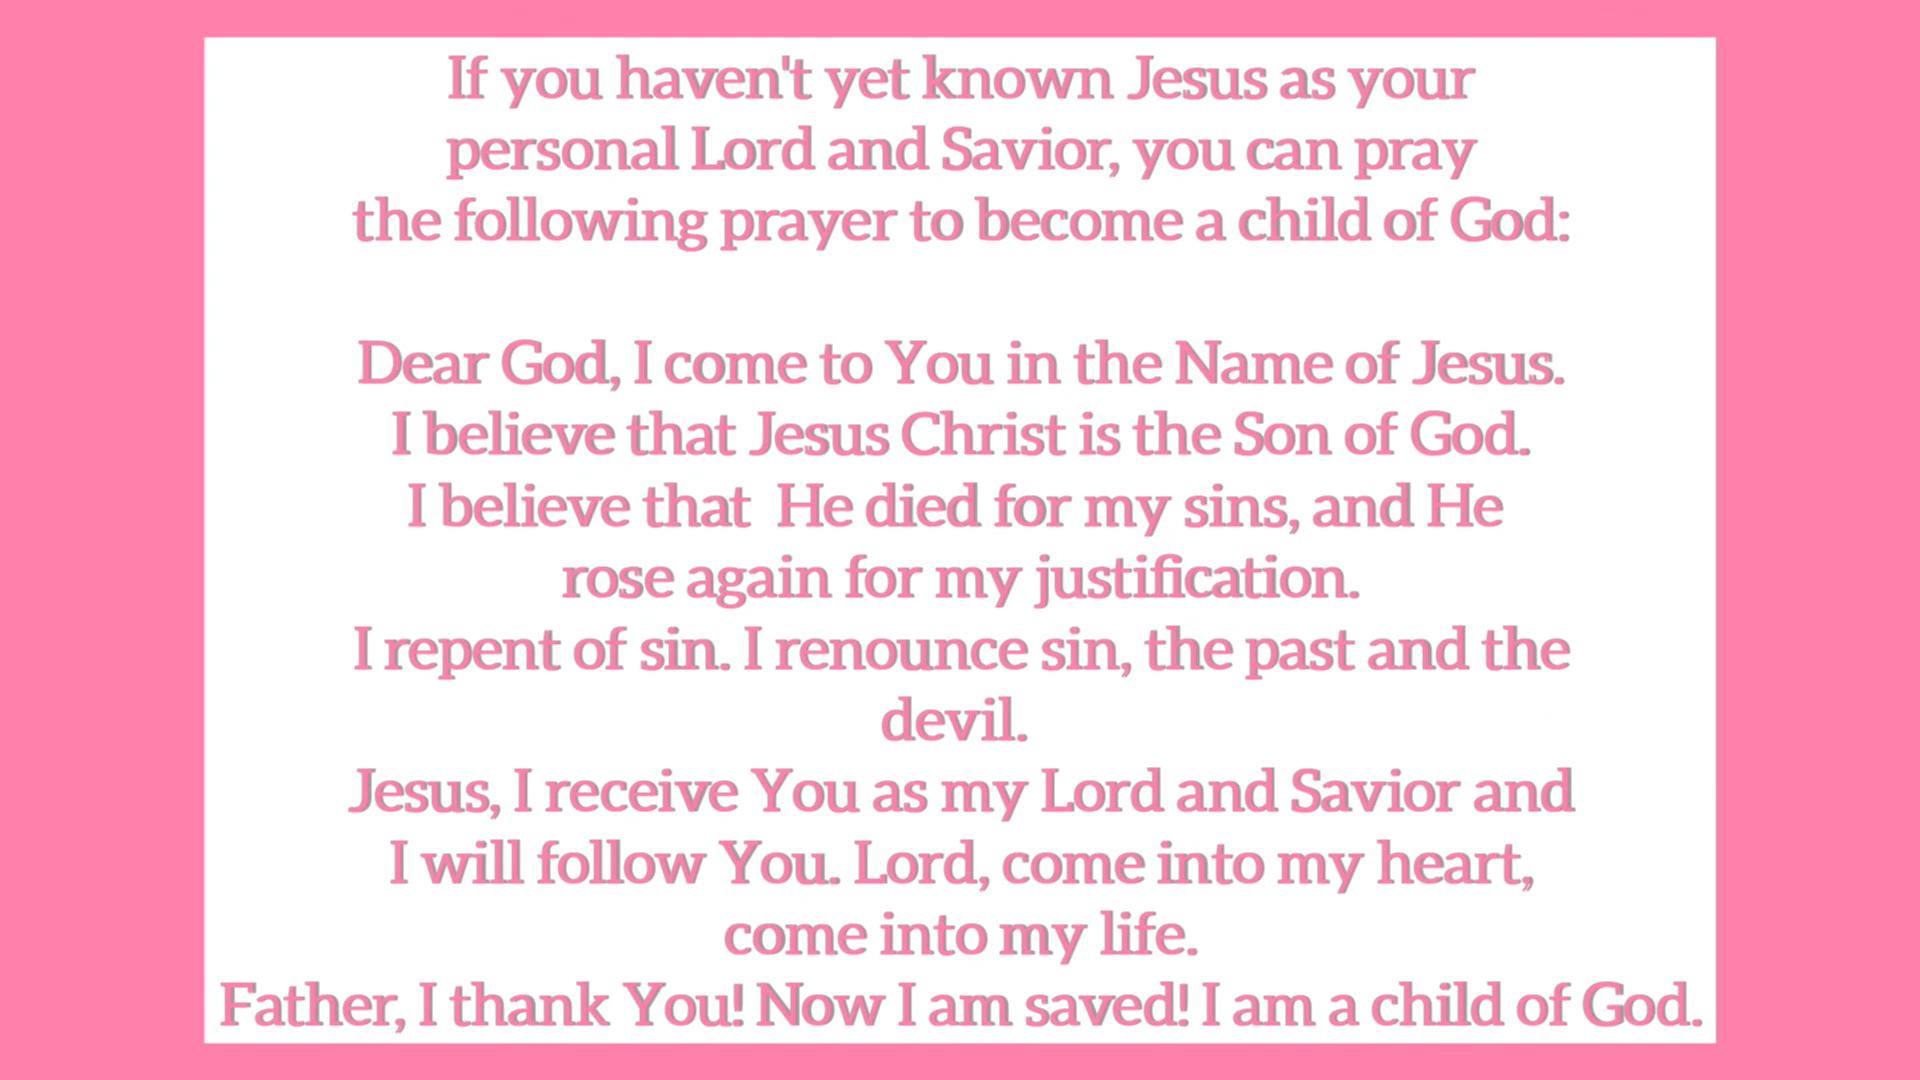 If you haven't yet known Jesus as your
personal Lord and Savior, you can pray
the following prayer to become a child of God:
Dear God, I come to You in the Name of Jesus.
I believe that Jesus Christ is the Son of God.
I believe that  He died for my sins, and He
rose again for my justification.
I repent of sin. I renounce sin, the past and the
devil.
Jesus, I receive You as my Lord and Savior and
I will follow You. Lord, come into my heart,
come into my life.
Father, I thank You! Now I am saved! I am a child of God.